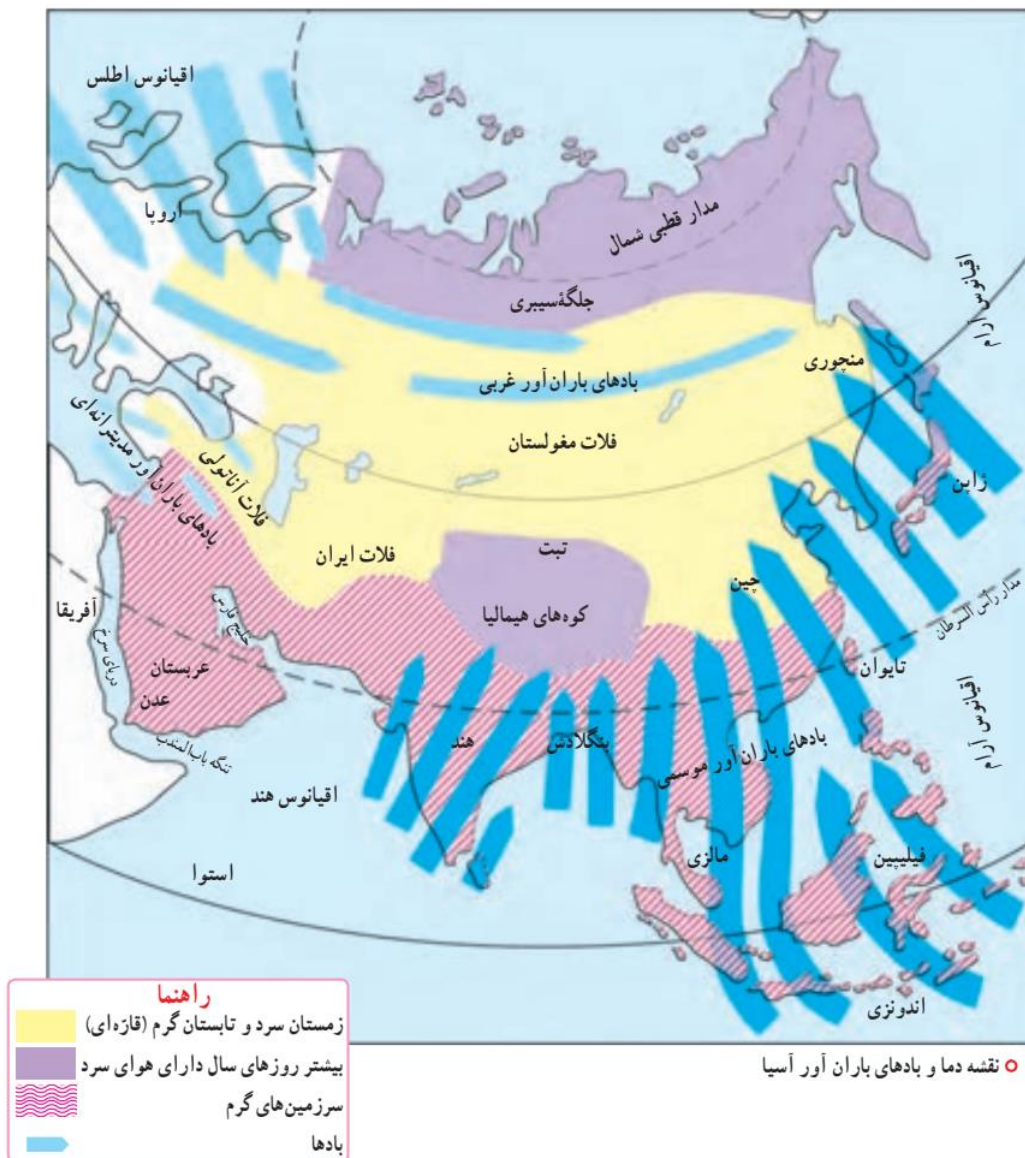 اقیانوس اطلس
اروپا
مدار قطبی شمال
جلگهٔ سیبری
اقیانوس آرام
منچوری
بادهای باران آور غربی
فلات مغولستان
ژاپن
بادهای باران آور مدیترانه‌ای
فلات آناتولی
فلات ایران
تبت
چین
کوه‌های هیمالیا
مدار رأس السرطان
آفریقا
دریای سرخ
خلیج فارس
عربستان
عدن
تنگه باب المندب
تایوان
اقیانوس آرام
هند
بنگلادش
بادهای باران آور موسمی
اقیانوس هند
مالزی
فیلیپین
استوا
اندونزی
راهنما
زمستان سرد و تابستان گرم (قارّه‌ای)
بیشتر روزهای سال دارای هوای سرد
سرزمین‌های گرم
بادها
نقشه دما و بادهای باران آور آسیا